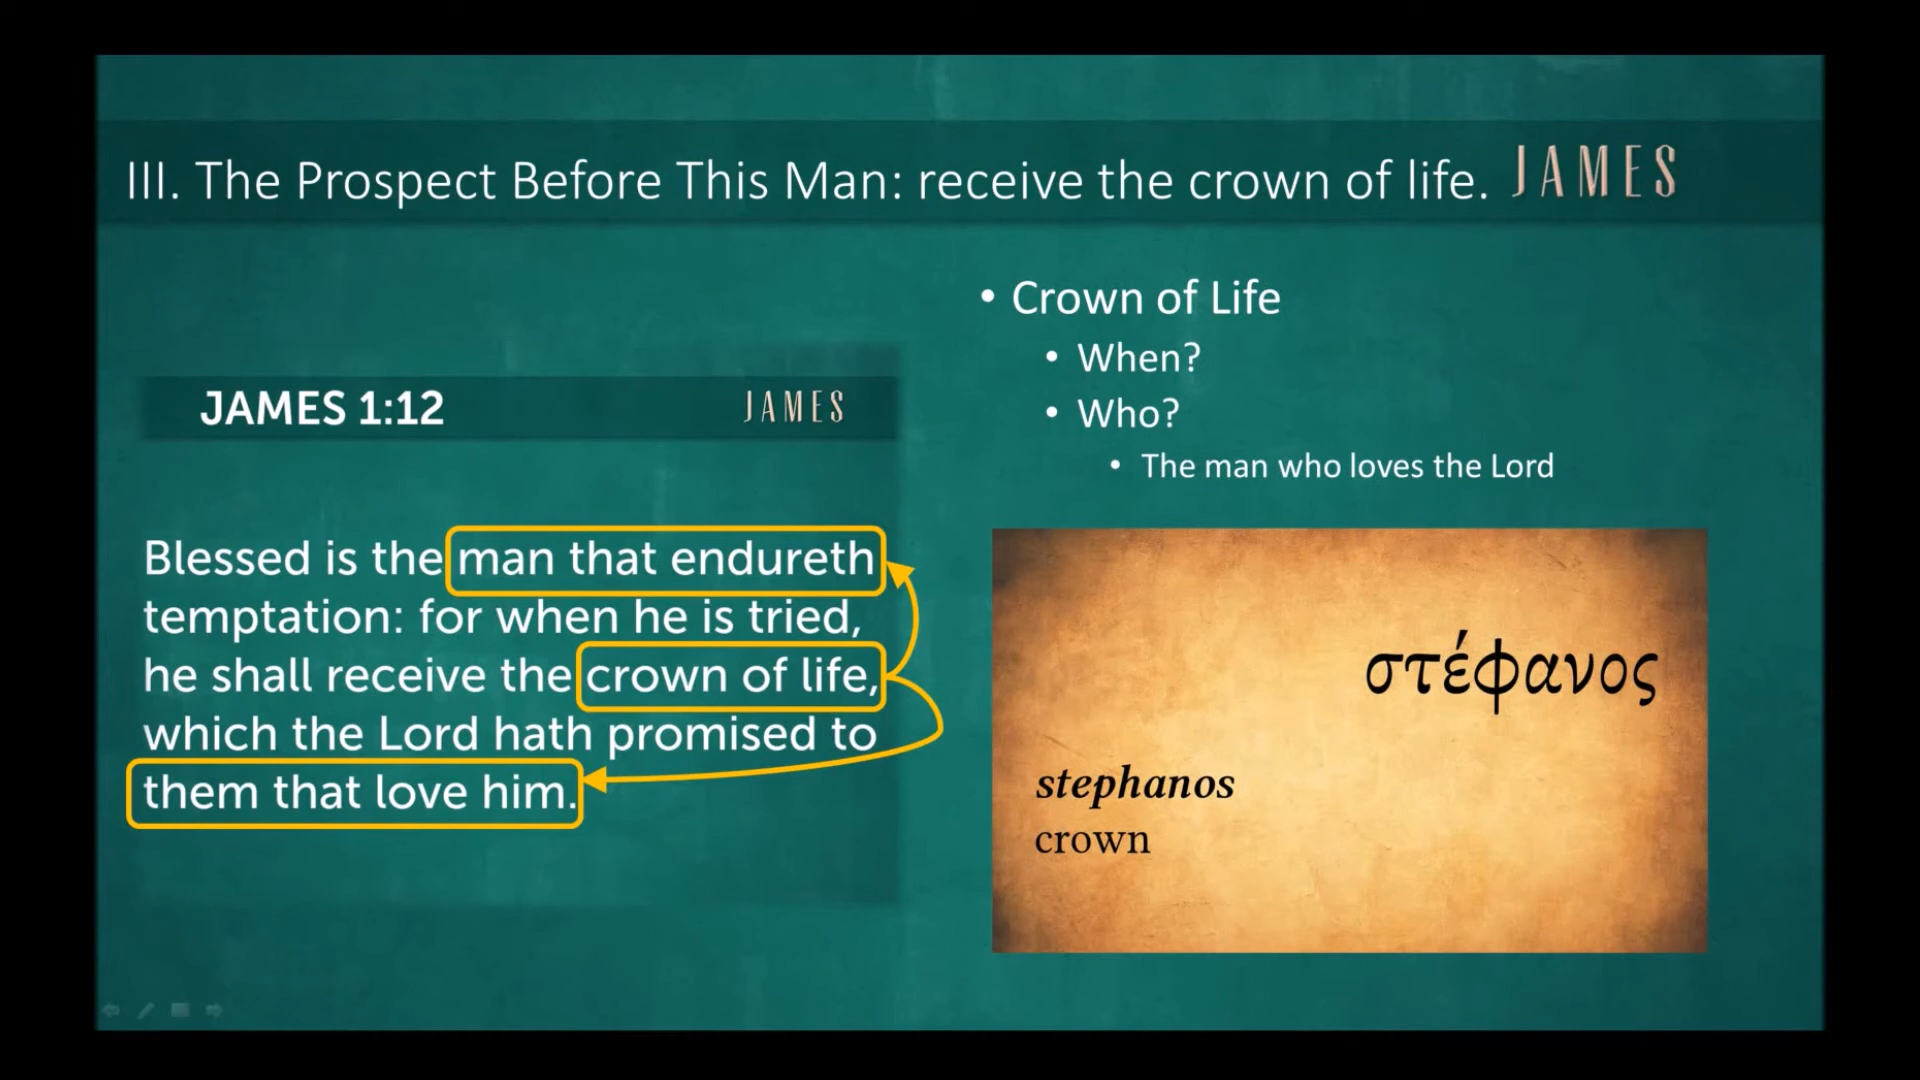 III. The Prospect Before This Man: receive the crown of life. JAMES
JAMES 1:12 JAMES
Blessed is the man that endureth
temptation: for when he is tried,
he shall receive the crown of life,
which the Lord hath promised to
them that love him.
• Crown of Life
• When?
• Who?
• The man who loves the Lord
στέφανος
stephanos
crown